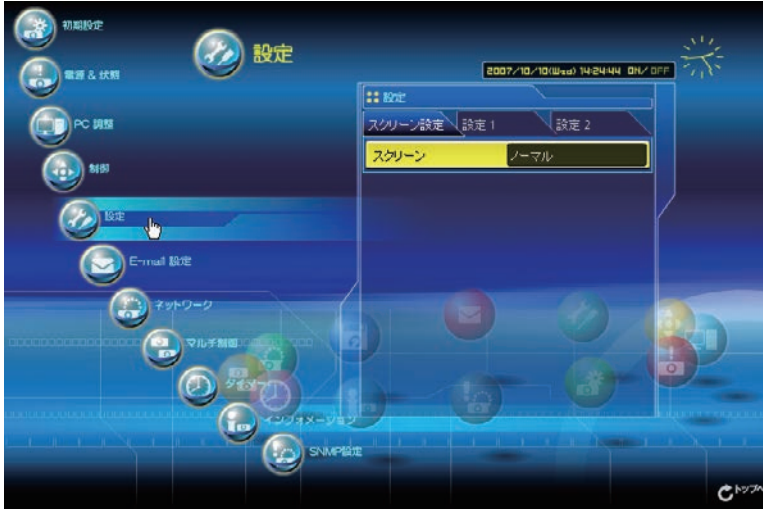 初期設定
設定
2007/10/10(Wed) 14:24:44 ON/OFF
電源 & 状態
設定
スクリーン設定 設定 1 設定 2
PC 調整
スクリーン ノーマル
制御
設定
E-mail 設定
ネットワーク
マルチ制御
タイマー
インフォメーション
SNMP設定